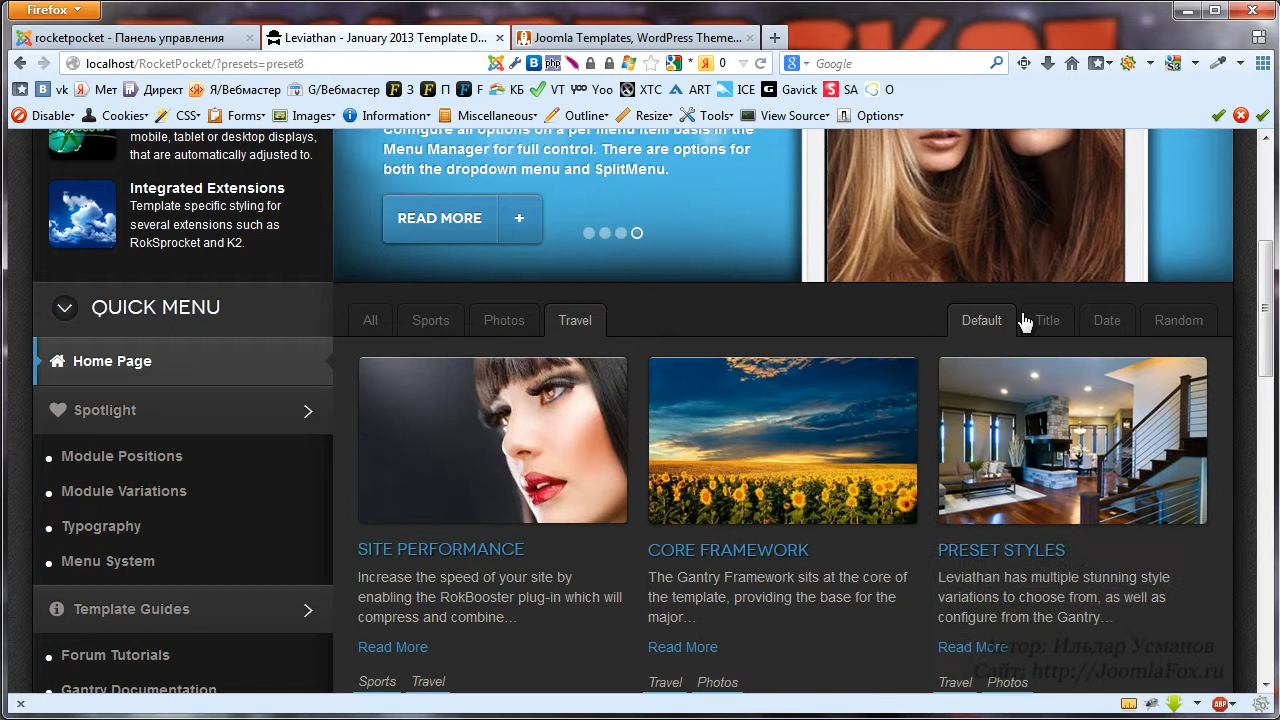 Firefox
rocketpocket - Панель управления
Leviathan - January 2013 Template D...
Joomla Templates, WordPress Theme...
localhost/RocketPocket/?presets=preset8
php
* Я 0
Google
vk
Мет
Директ
Я/Вебмастер
G/Вебмастер
F З
F П
F
КБ
VT
Yoo
XTC
ART
ICE
Gavick
SA
O
Disable
Cookies
CSS
Forms
Images
Information
Miscellaneous
Outline
Resize
Tools
View Source
Options
mobile, tablet or desktop displays,
that are automatically adjusted to.
Integrated Extensions
Template specific styling for
several extensions such as
RokSprocket and K2.
Configure all options on a per menu item basis in the
Menu Manager for full control. There are options for
both the dropdown menu and SplitMenu.
READ MORE +
QUICK MENU
Home Page
Spotlight
Module Positions
Module Variations
Typography
Menu System
Template Guides
Forum Tutorials
Gantry Documentation
All
Sports
Photos
Travel
Default
Title
Date
Random
SITE PERFORMANCE
Increase the speed of your site by
enabling the RokBooster plug-in which will
compress and combine…
Read More
Sports Travel
CORE FRAMEWORK
The Gantry Framework sits at the core of
the template, providing the base for the
major…
Read More
Travel Photos
PRESET STYLES
Leviathan has multiple stunning style
variations to choose from, as well as
configure from the Gantry…
Read More
Travel Photos
Автор: Ильдар Усманов
Сайт: http://JoomlaFox.ru
ABP